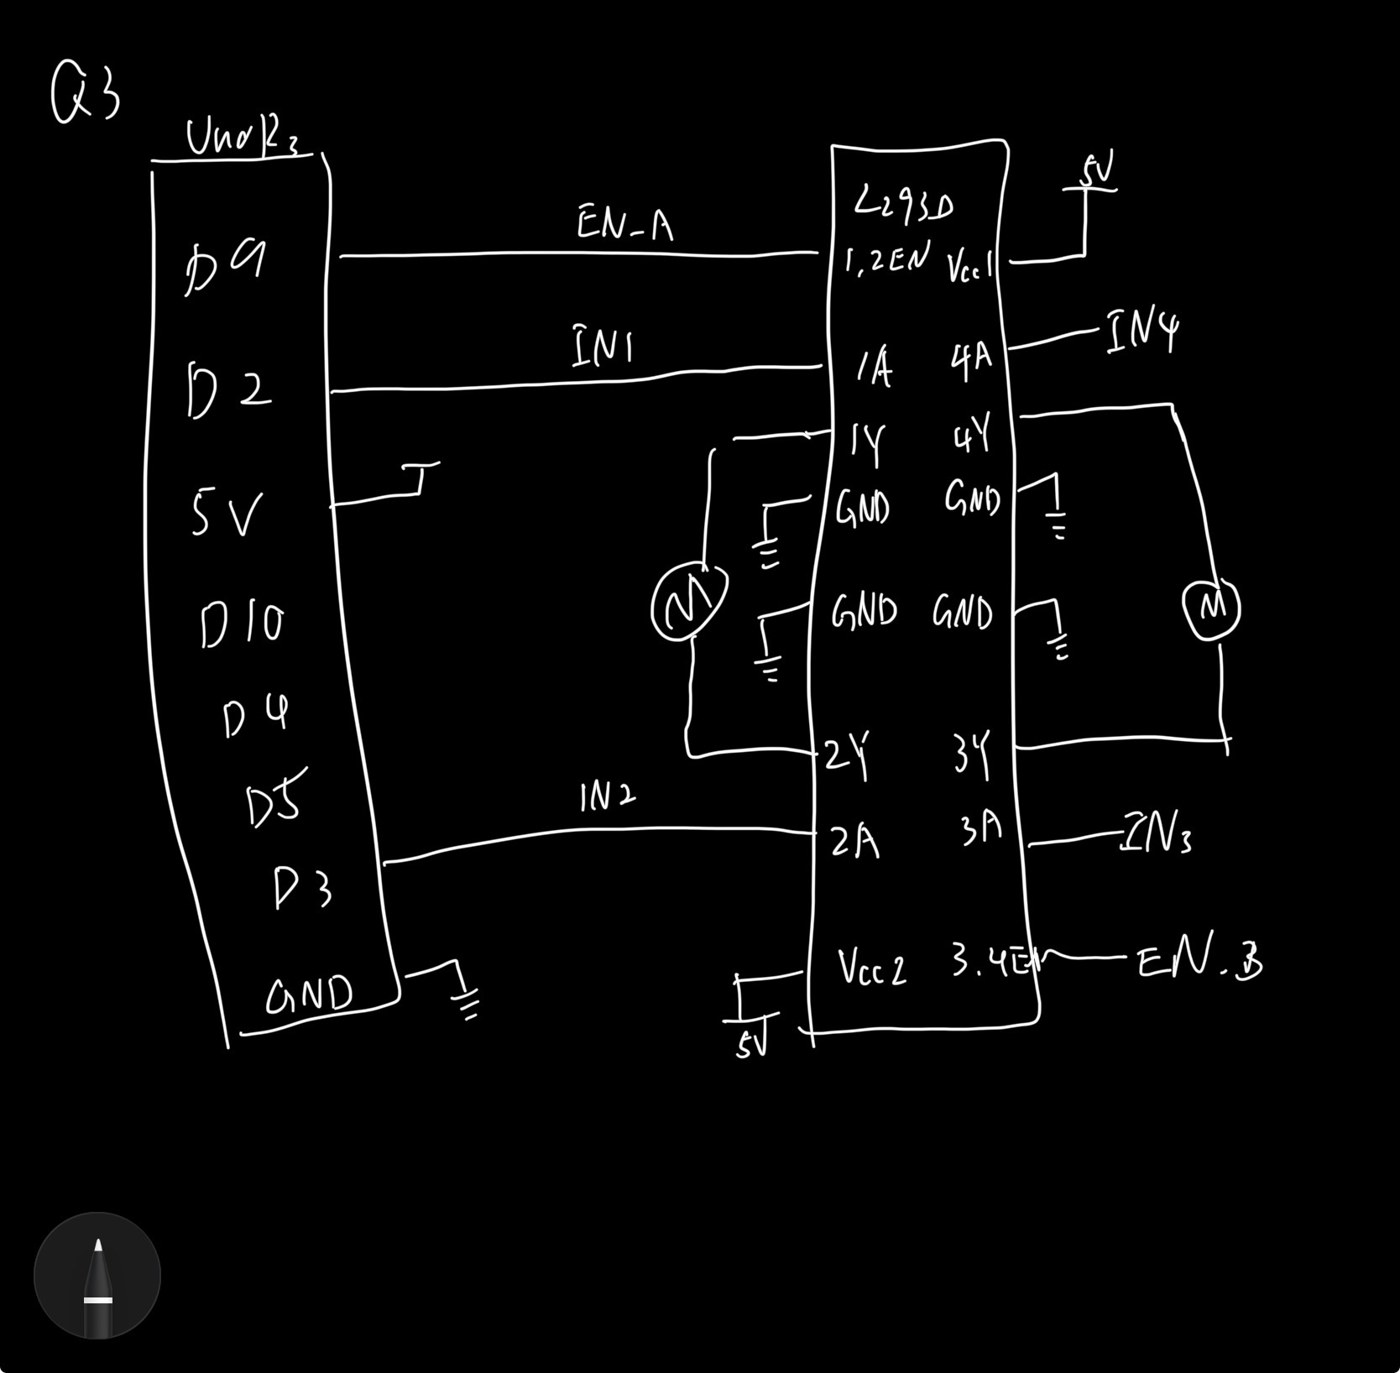 Q3
UnoR3
D9
D2
5V
D10
D4
D5
D3
GND
EN-A
IN1
IN2
M
L293D
1,2EN Vcc1
1A 4A
1Y 4Y
GND GND
GND GND
2Y 3Y
2A 3A
Vcc2 3.4EN
5V
5V
IN4
M
IN3
EN.B